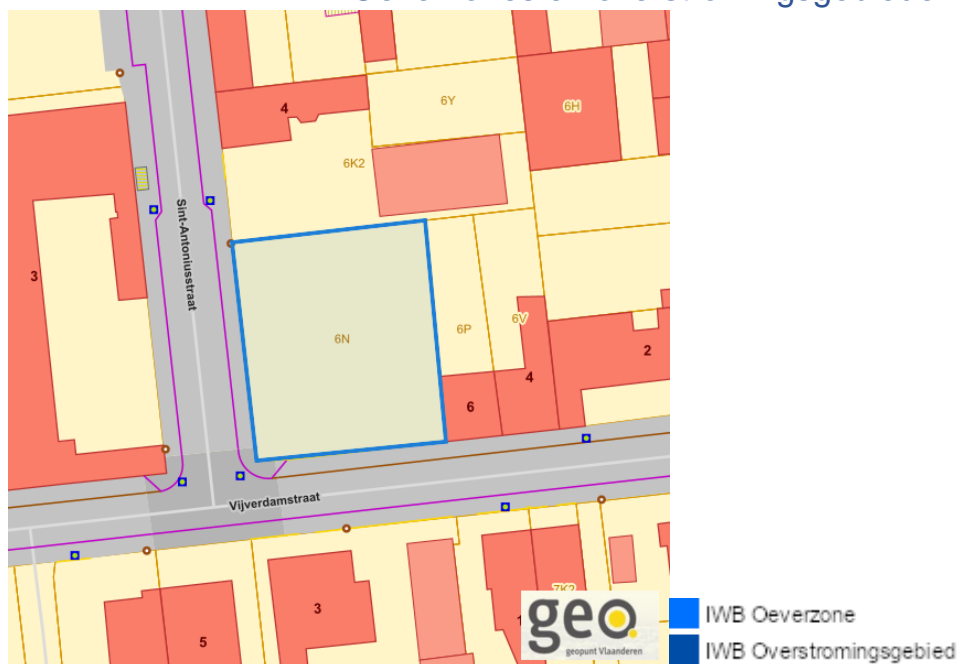 4
6Y
6H
6K2
Sint-Antoniusstraat
3
6N
6P
6V
2
4
6
Vijverdamstraat
3
5
7K2
1
geo.
geopunt Vlaanderen
IWB Oeverzone
IWB Overstromingsgebied